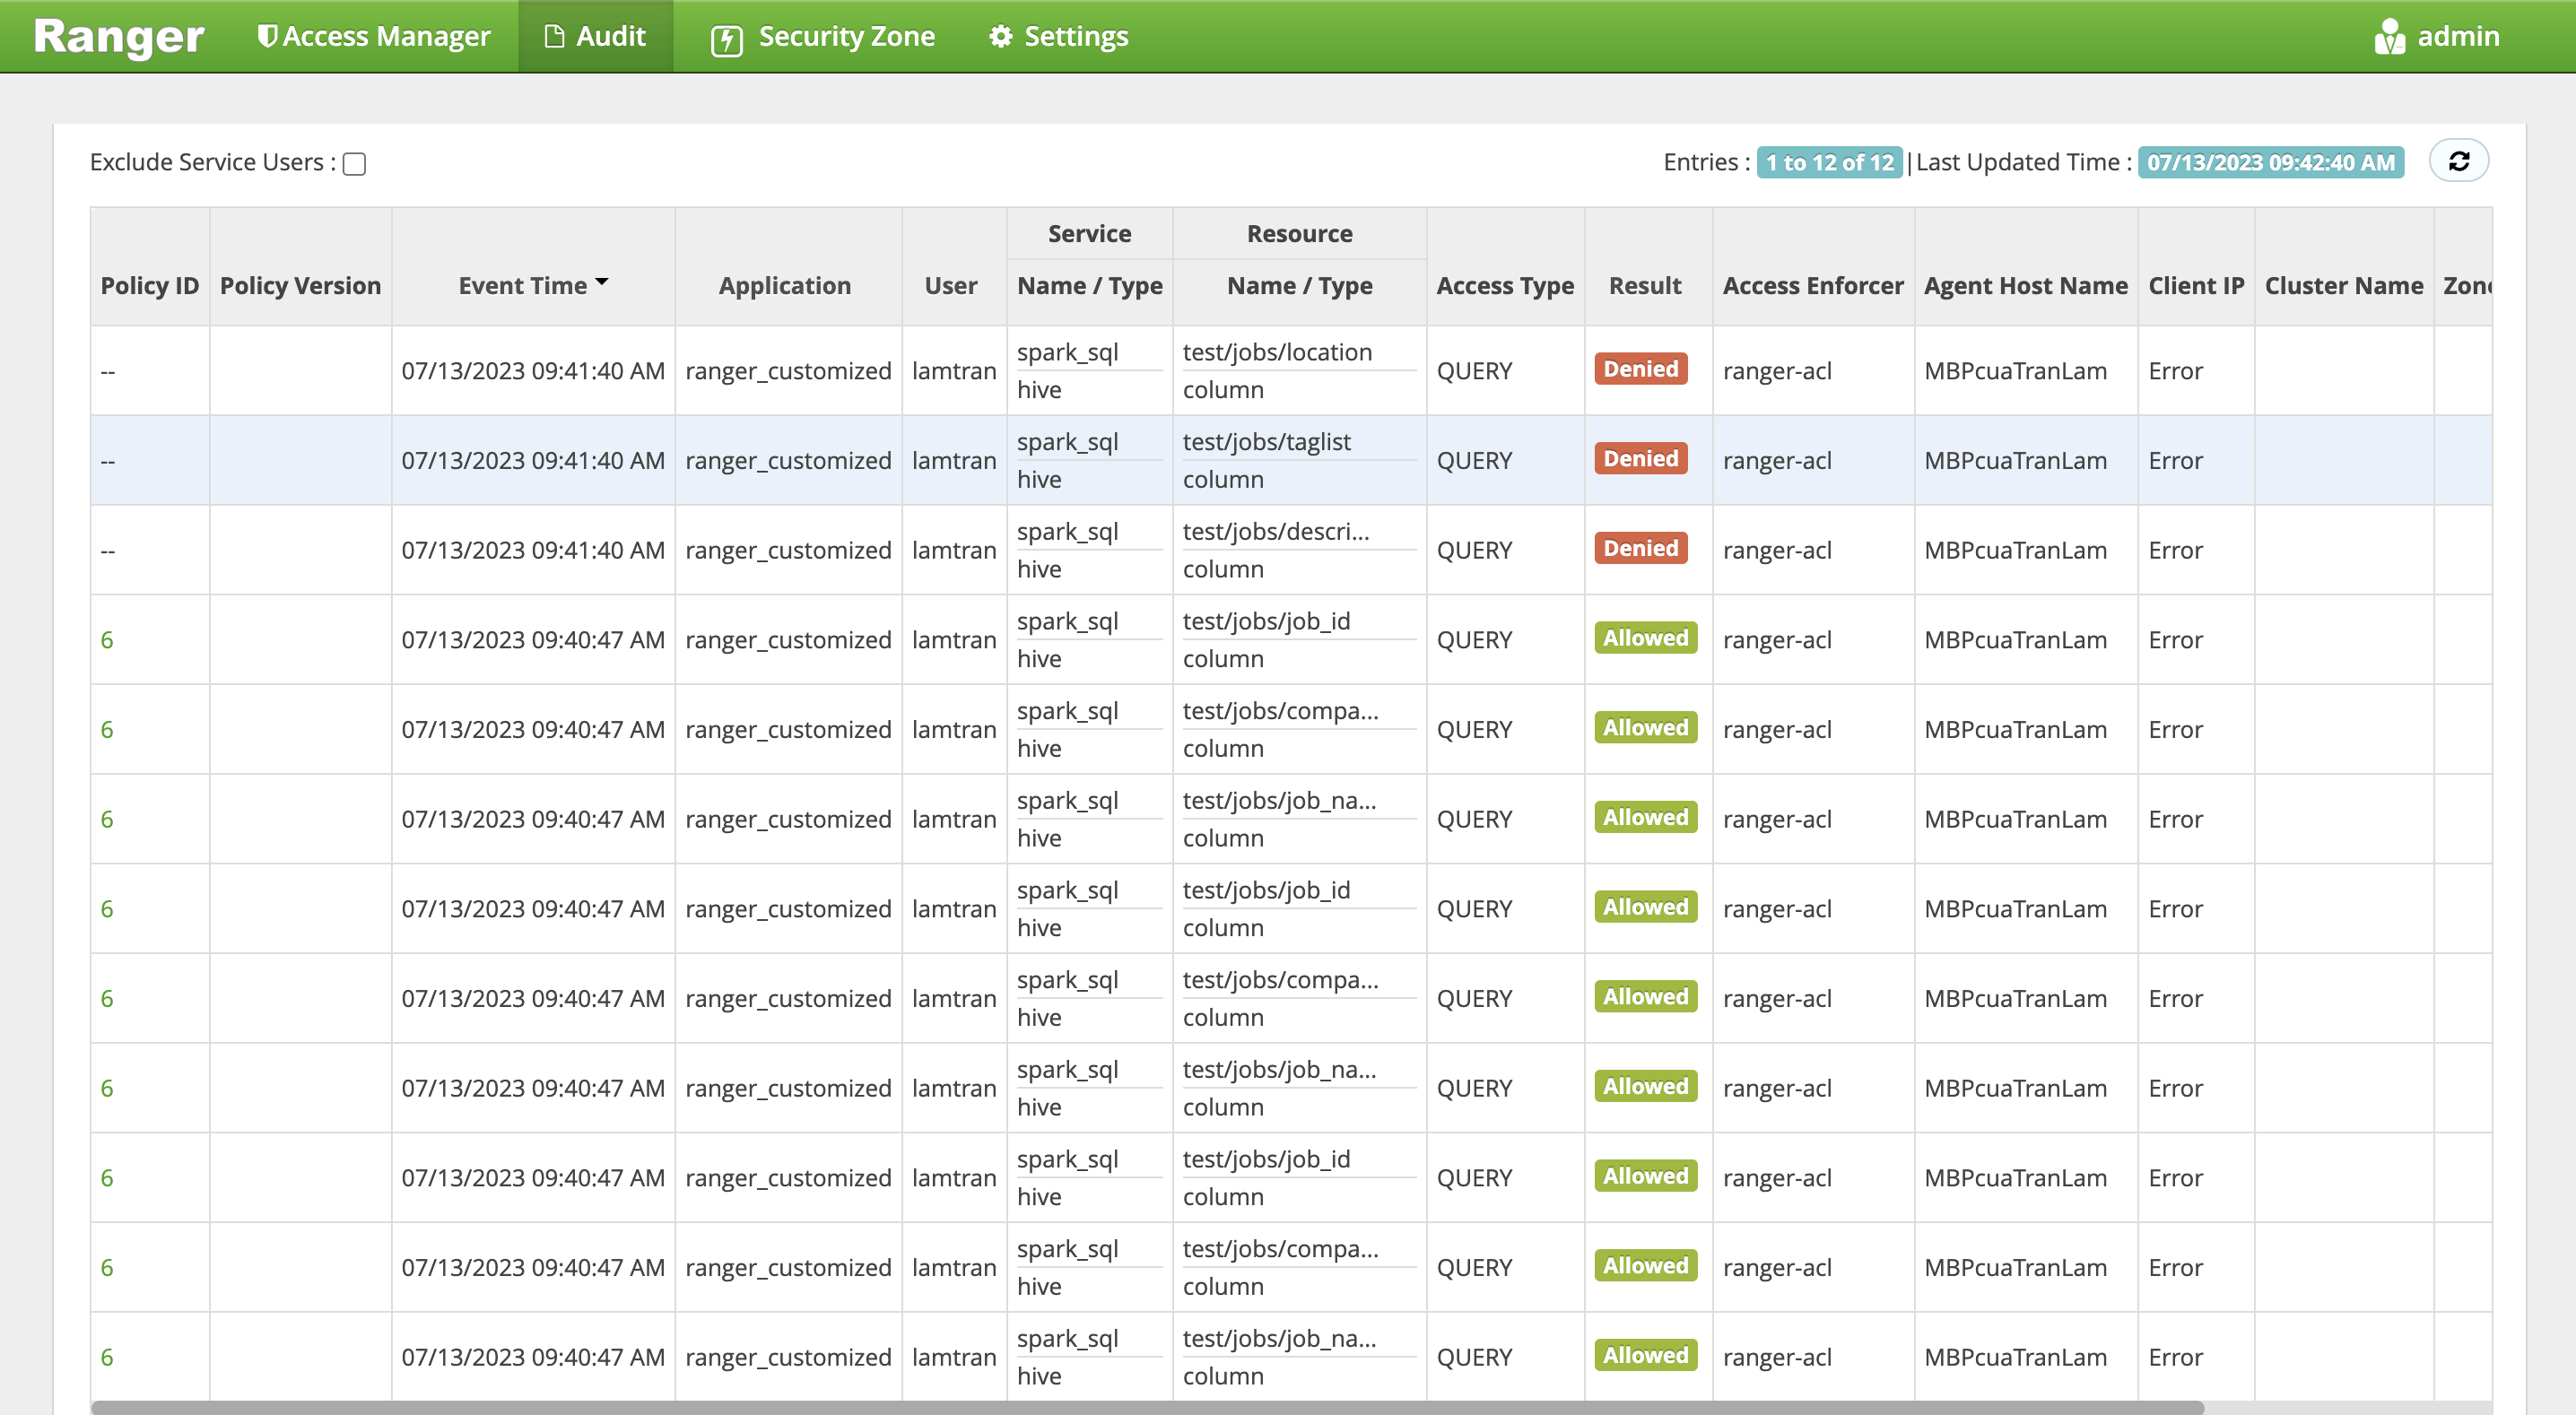 Ranger Access Manager Audit Security Zone Settings admin
Exclude Service Users : Entries : 1 to 12 of 12 | Last Updated Time : 07/13/2023 09:42:40 AM
Service Resource
Policy ID Policy Version Event Time Application User Name / Type Name / Type Access Type Result Access Enforcer Agent Host Name Client IP Cluster Name Zone
-- 07/13/2023 09:41:40 AM ranger_customized lamtran spark_sql test/jobs/location QUERY Denied ranger-acl MBPcuaTranLam Error
hive column
-- 07/13/2023 09:41:40 AM ranger_customized lamtran spark_sql test/jobs/taglist QUERY Denied ranger-acl MBPcuaTranLam Error
hive column
-- 07/13/2023 09:41:40 AM ranger_customized lamtran spark_sql test/jobs/descri... QUERY Denied ranger-acl MBPcuaTranLam Error
hive column
6 07/13/2023 09:40:47 AM ranger_customized lamtran spark_sql test/jobs/job_id QUERY Allowed ranger-acl MBPcuaTranLam Error
hive column
6 07/13/2023 09:40:47 AM ranger_customized lamtran spark_sql test/jobs/compa... QUERY Allowed ranger-acl MBPcuaTranLam Error
hive column
6 07/13/2023 09:40:47 AM ranger_customized lamtran spark_sql test/jobs/job_na... QUERY Allowed ranger-acl MBPcuaTranLam Error
hive column
6 07/13/2023 09:40:47 AM ranger_customized lamtran spark_sql test/jobs/job_id QUERY Allowed ranger-acl MBPcuaTranLam Error
hive column
6 07/13/2023 09:40:47 AM ranger_customized lamtran spark_sql test/jobs/compa... QUERY Allowed ranger-acl MBPcuaTranLam Error
hive column
6 07/13/2023 09:40:47 AM ranger_customized lamtran spark_sql test/jobs/job_na... QUERY Allowed ranger-acl MBPcuaTranLam Error
hive column
6 07/13/2023 09:40:47 AM ranger_customized lamtran spark_sql test/jobs/job_id QUERY Allowed ranger-acl MBPcuaTranLam Error
hive column
6 07/13/2023 09:40:47 AM ranger_customized lamtran spark_sql test/jobs/compa... QUERY Allowed ranger-acl MBPcuaTranLam Error
hive column
6 07/13/2023 09:40:47 AM ranger_customized lamtran spark_sql test/jobs/job_na... QUERY Allowed ranger-acl MBPcuaTranLam Error
hive column